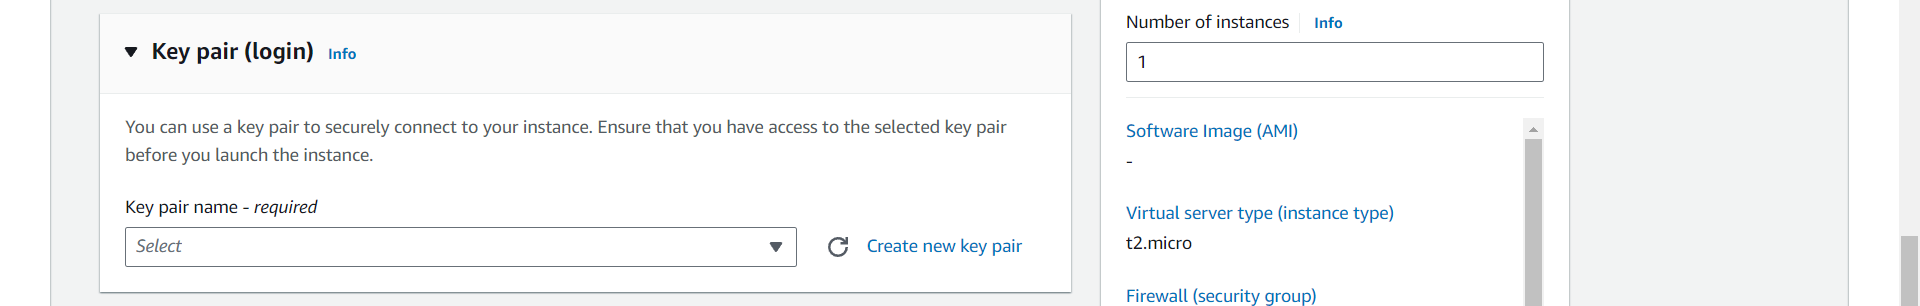 Key pair (login) Info
You can use a key pair to securely connect to your instance. Ensure that you have access to the selected key pair
before you launch the instance.
Key pair name - required
Select
Create new key pair
Number of instances Info
1
Software Image (AMI)
-
Virtual server type (instance type)
t2.micro
Firewall (security group)